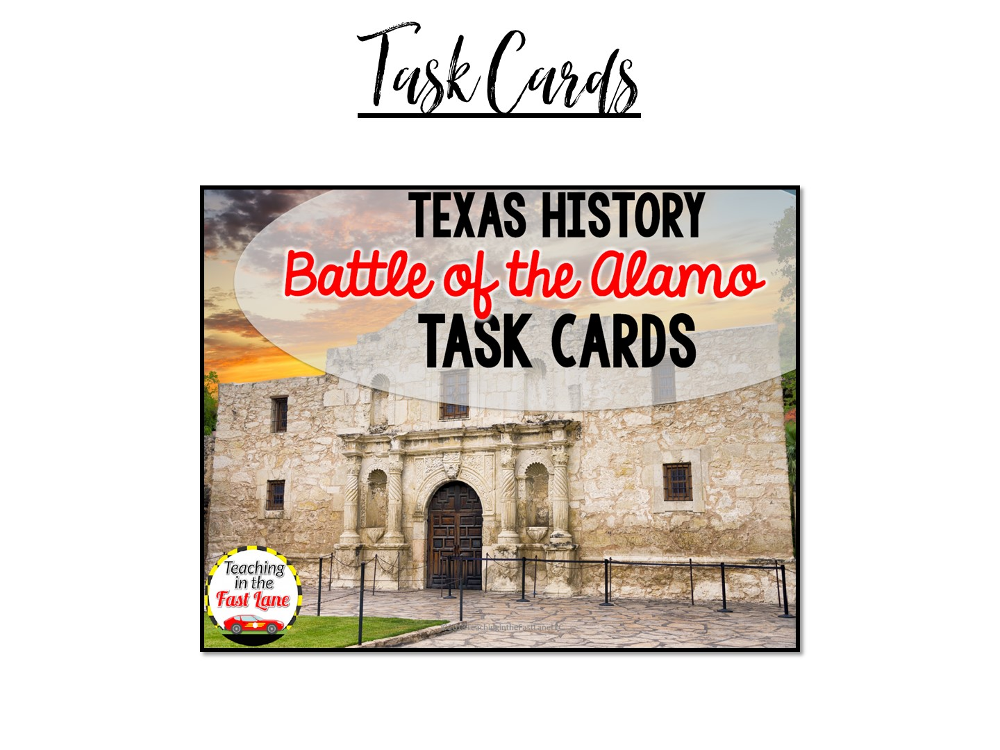 Task Cards
TEXAS HISTORY
Battle of the Alamo
TASK CARDS
Teaching
in the
Fast Lane